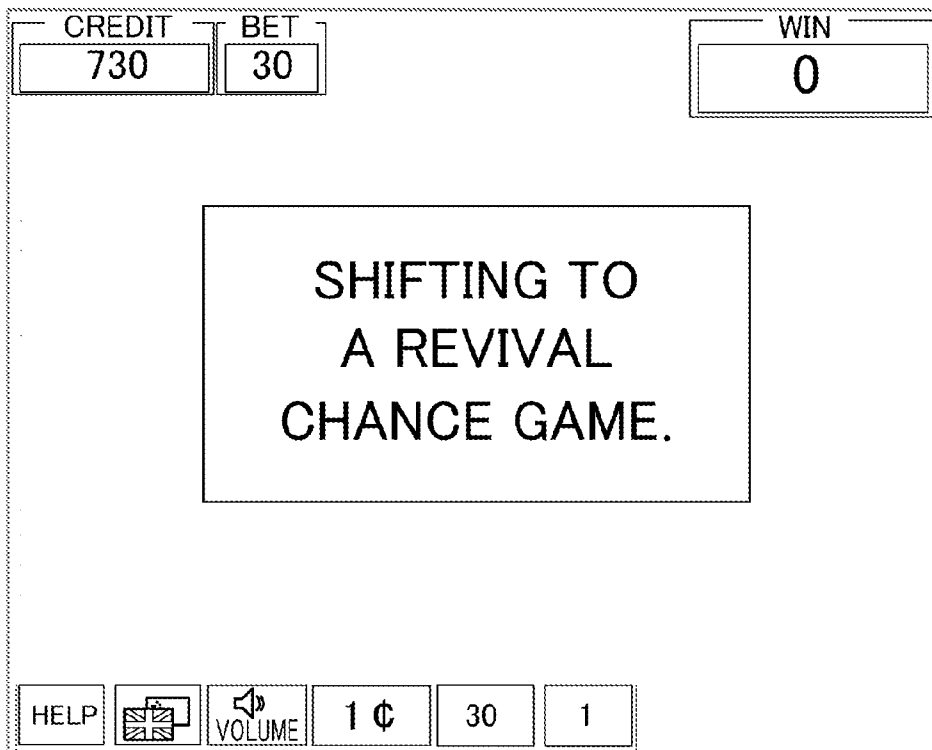 CREDIT BET WIN
730 30 0
SHIFTING TO
A REVIVAL
CHANCE GAME.
HELP VOLUME 1 ¢ 30 1